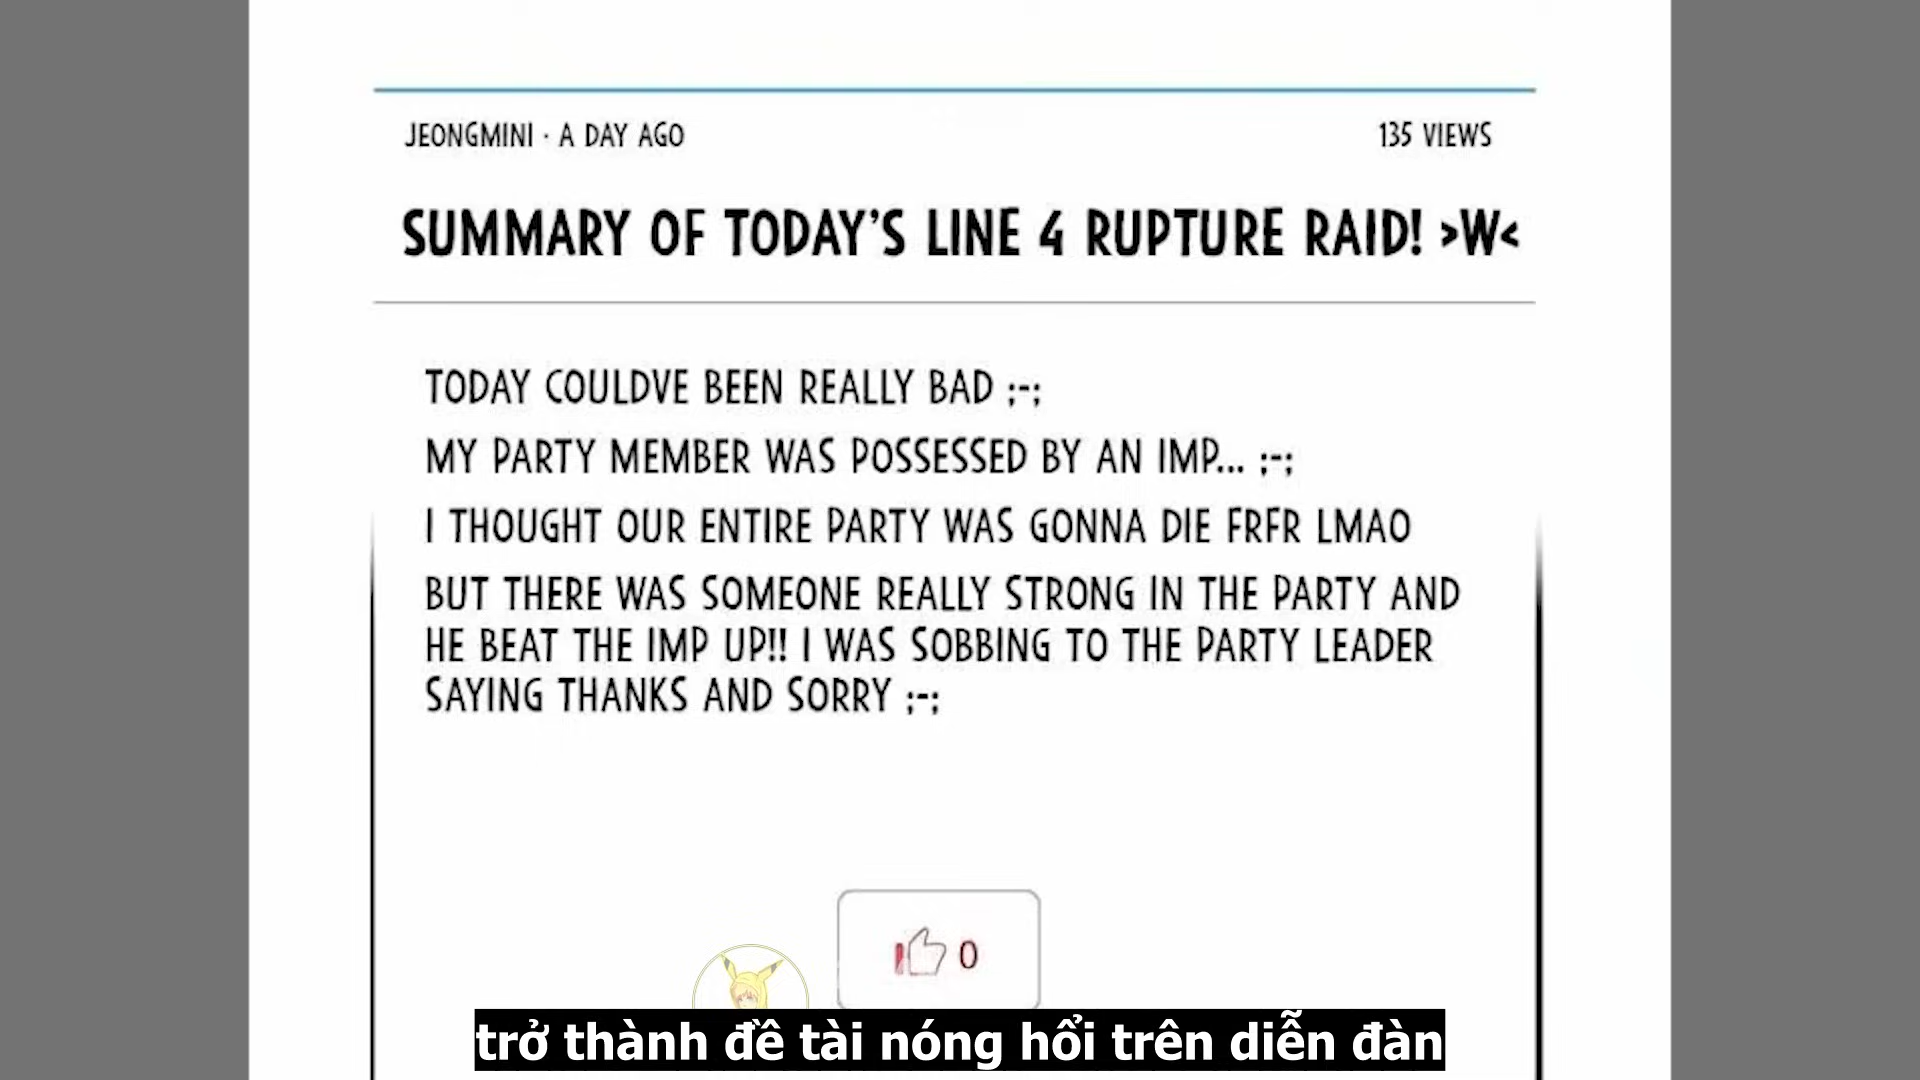 JEONGMINI · A DAY AGO
135 VIEWS
SUMMARY OF TODAY'S LINE 4 RUPTURE RAID! >W<
TODAY COULDVE BEEN REALLY BAD ;-;
MY PARTY MEMBER WAS POSSESSED BY AN IMP... ;-;
I THOUGHT OUR ENTIRE PARTY WAS GONNA DIE FRFR LMAO
BUT THERE WAS SOMEONE REALLY STRONG IN THE PARTY AND
HE BEAT THE IMP UP!! I WAS SOBBING TO THE PARTY LEADER
SAYING THANKS AND SORRY ;-;
0
trở thành đề tài nóng hổi trên diễn đàn